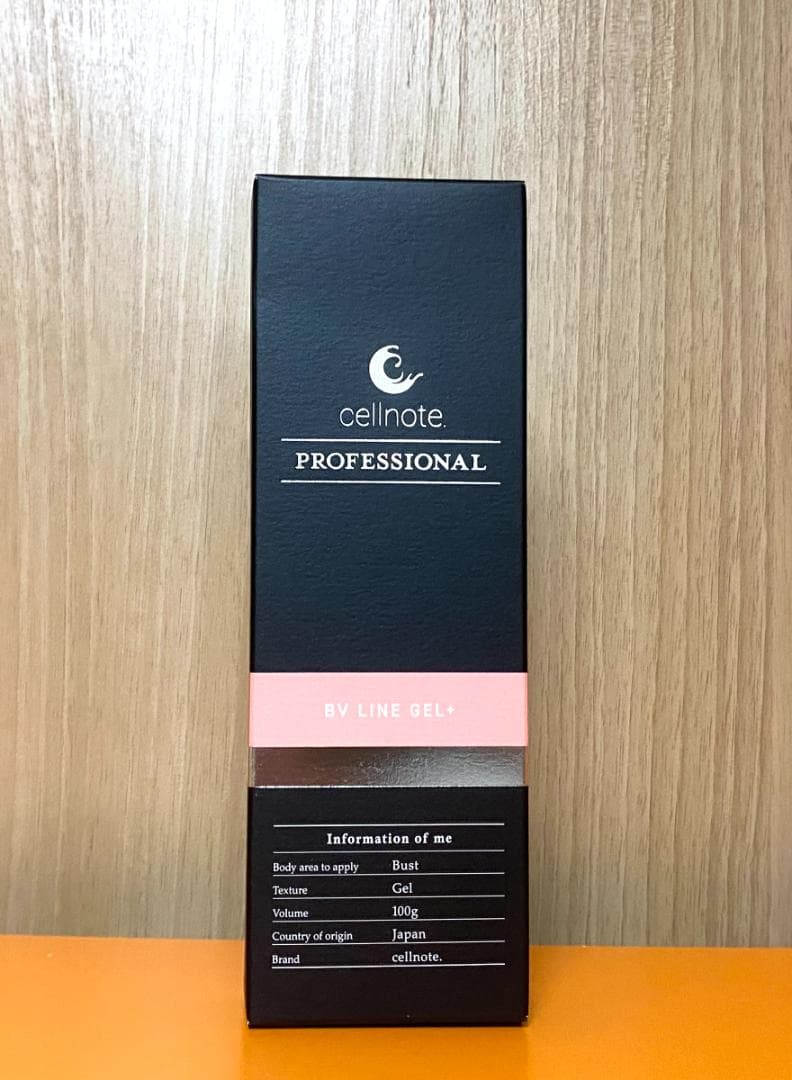 cellnote.
PROFESSIONAL
BV LINE GEL+
Information of me
Body area to apply Bust
Texture Gel
Volume 100g
Country of origin Japan
Brand cellnote.